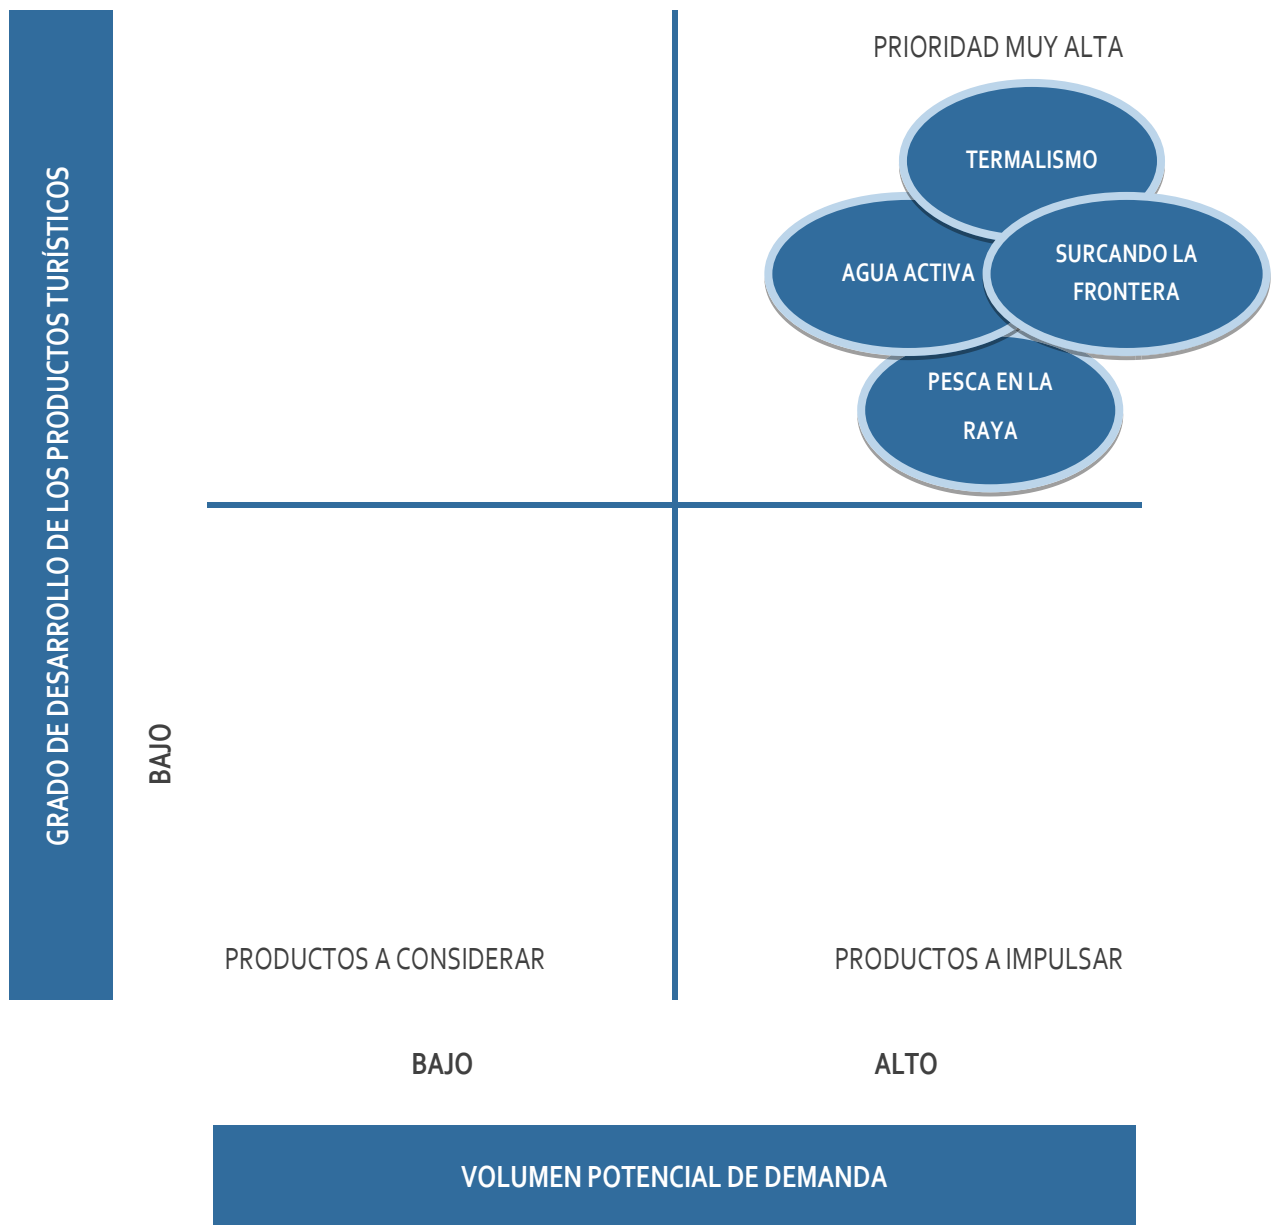 PRIORIDAD MUY ALTA
TERMALISMO
AGUA ACTIVA
SURCANDO LA
FRONTERA
PESCA EN LA
RAYA
GRADO DE DESARROLLO DE LOS PRODUCTOS TURÍSTICOS
BAJO
PRODUCTOS A CONSIDERAR
PRODUCTOS A IMPULSAR
BAJO
ALTO
VOLUMEN POTENCIAL DE DEMANDA